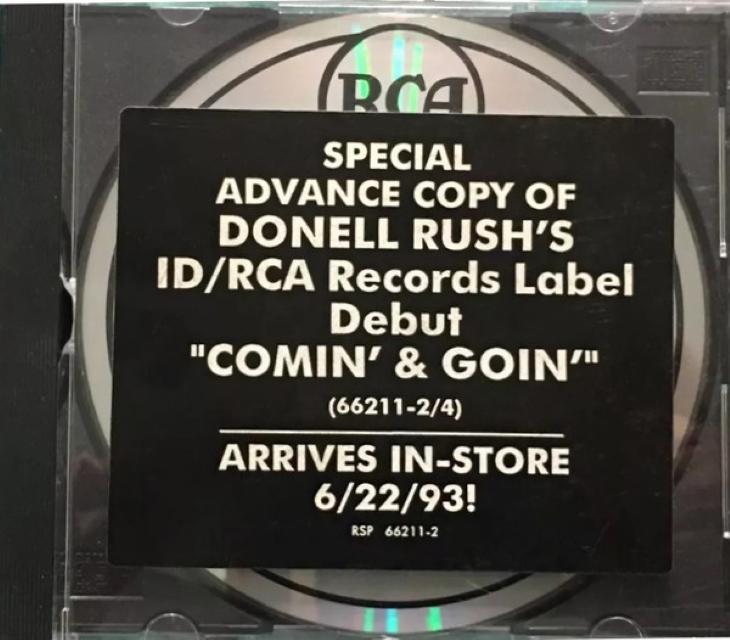 RCA
SPECIAL
ADVANCE COPY OF
DONELL RUSH'S
ID/RCA Records Label
Debut
"COMIN' & GOIN'"
(66211-2/4)
ARRIVES IN-STORE
6/22/93!
RSP 66211-2